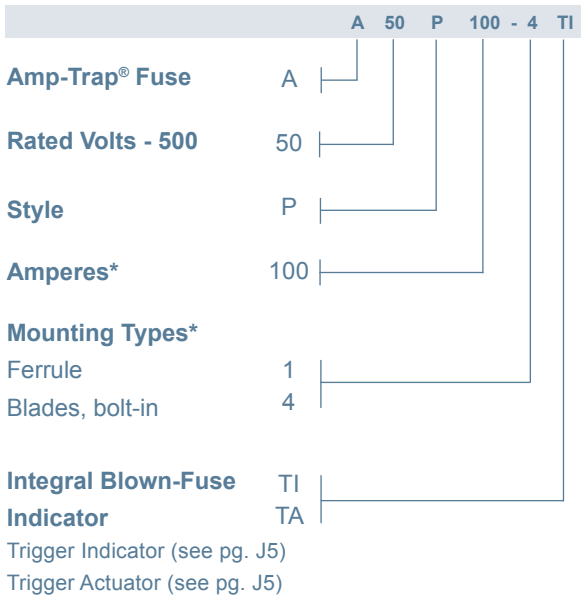 A 50 P 100 - 4 TI
Amp-Trap® Fuse A
Rated Volts - 500 50
Style P
Amperes* 100
Mounting Types*
Ferrule 1
Blades, bolt-in 4
Integral Blown-Fuse TI
Indicator TA
Trigger Indicator (see pg. J5)
Trigger Actuator (see pg. J5)